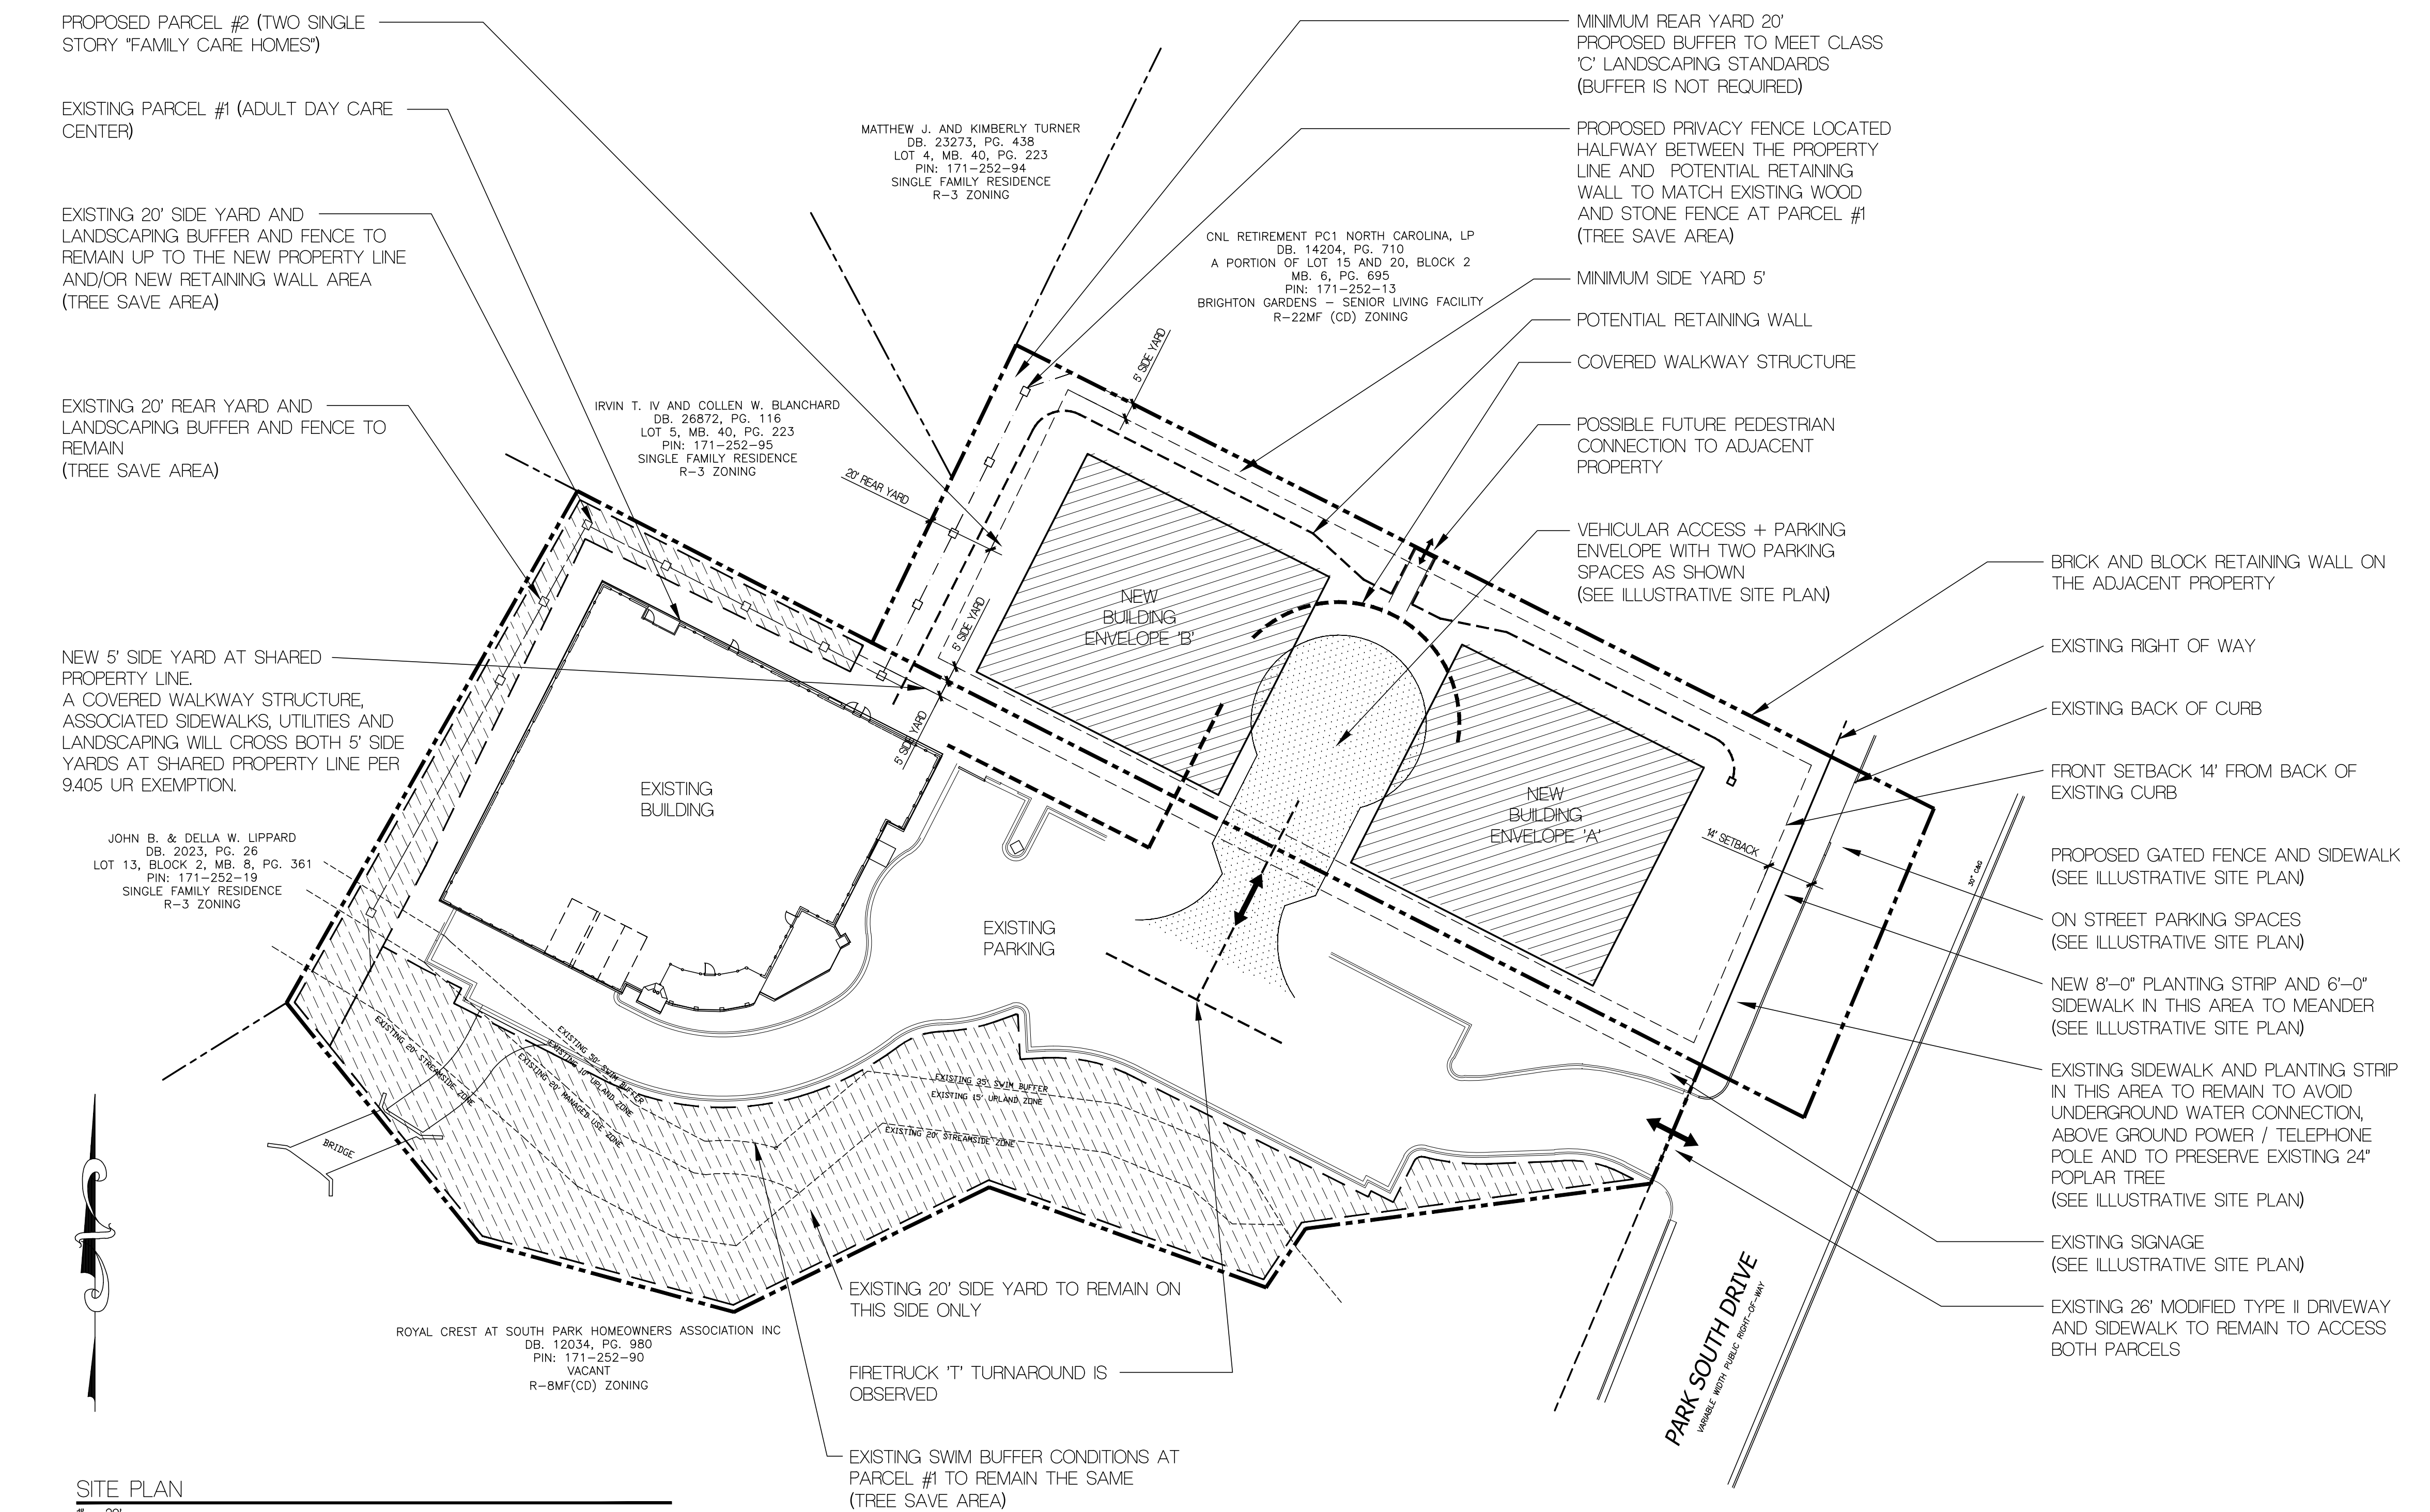 PROPOSED PARCEL #2 (TWO SINGLE
STORY "FAMILY CARE HOMES")
EXISTING PARCEL #1 (ADULT DAY CARE
CENTER)
EXISTING 20' SIDE YARD AND
LANDSCAPING BUFFER AND FENCE TO
REMAIN UP TO THE NEW PROPERTY LINE
AND/OR NEW RETAINING WALL AREA
(TREE SAVE AREA)
EXISTING 20' REAR YARD AND
LANDSCAPING BUFFER AND FENCE TO
REMAIN
(TREE SAVE AREA)
NEW 5' SIDE YARD AT SHARED
PROPERTY LINE.
A COVERED WALKWAY STRUCTURE,
ASSOCIATED SIDEWALKS, UTILITIES AND
LANDSCAPING WILL CROSS BOTH 5' SIDE
YARDS AT SHARED PROPERTY LINE PER
9.405 UR EXEMPTION.
JOHN B. & DELLA W. LIPPARD
DB. 2023, PG. 26
LOT 13, BLOCK 2, MB. 8, PG. 361
PIN: 171-252-19
SINGLE FAMILY RESIDENCE
R-3 ZONING
MATTHEW J. AND KIMBERLY TURNER
DB. 23273, PG. 438
LOT 4, MB. 40, PG. 223
PIN: 171-252-94
SINGLE FAMILY RESIDENCE
R-3 ZONING
IRVIN T. IV AND COLLEN W. BLANCHARD
DB. 26872, PG. 116
LOT 5, MB. 40, PG. 223
PIN: 171-252-95
SINGLE FAMILY RESIDENCE
R-3 ZONING
CNL RETIREMENT PC1 NORTH CAROLINA, LP
DB. 14204, PG. 710
A PORTION OF LOT 15 AND 20, BLOCK 2
MB. 6, PG. 695
PIN: 171-252-13
BRIGHTON GARDENS – SENIOR LIVING FACILITY
R-22MF (CD) ZONING
5' SIDE YARD
20' REAR YARD
5' SIDE YARD
5' SIDE YARD
NEW
BUILDING
ENVELOPE 'B'
NEW
BUILDING
ENVELOPE 'A'
14' SETBACK
EXISTING
BUILDING
EXISTING
PARKING
EXISTING 20' STREAMSIDE ZONE
EXISTING 50' SWIM BUFFER
EXISTING 10' UPLAND ZONE
EXISTING 20' MANAGED USE ZONE
EXISTING 35' SWIM BUFFER
EXISTING 15' UPLAND ZONE
EXISTING 20' STREAMSIDE ZONE
BRIDGE
ROYAL CREST AT SOUTH PARK HOMEOWNERS ASSOCIATION INC
DB. 12034, PG. 980
PIN: 171-252-90
VACANT
R-8MF(CD) ZONING
EXISTING 20' SIDE YARD TO REMAIN ON
THIS SIDE ONLY
FIRETRUCK 'T' TURNAROUND IS
OBSERVED
EXISTING SWIM BUFFER CONDITIONS AT
PARCEL #1 TO REMAIN THE SAME
(TREE SAVE AREA)
MINIMUM REAR YARD 20'
PROPOSED BUFFER TO MEET CLASS
'C' LANDSCAPING STANDARDS
(BUFFER IS NOT REQUIRED)
PROPOSED PRIVACY FENCE LOCATED
HALFWAY BETWEEN THE PROPERTY
LINE AND POTENTIAL RETAINING
WALL TO MATCH EXISTING WOOD
AND STONE FENCE AT PARCEL #1
(TREE SAVE AREA)
MINIMUM SIDE YARD 5'
POTENTIAL RETAINING WALL
COVERED WALKWAY STRUCTURE
POSSIBLE FUTURE PEDESTRIAN
CONNECTION TO ADJACENT
PROPERTY
VEHICULAR ACCESS + PARKING
ENVELOPE WITH TWO PARKING
SPACES AS SHOWN
(SEE ILLUSTRATIVE SITE PLAN)
BRICK AND BLOCK RETAINING WALL ON
THE ADJACENT PROPERTY
EXISTING RIGHT OF WAY
EXISTING BACK OF CURB
FRONT SETBACK 14' FROM BACK OF
EXISTING CURB
PROPOSED GATED FENCE AND SIDEWALK
(SEE ILLUSTRATIVE SITE PLAN)
ON STREET PARKING SPACES
(SEE ILLUSTRATIVE SITE PLAN)
NEW 8'-0" PLANTING STRIP AND 6'-0"
SIDEWALK IN THIS AREA TO MEANDER
(SEE ILLUSTRATIVE SITE PLAN)
EXISTING SIDEWALK AND PLANTING STRIP
IN THIS AREA TO REMAIN TO AVOID
UNDERGROUND WATER CONNECTION,
ABOVE GROUND POWER / TELEPHONE
POLE AND TO PRESERVE EXISTING 24"
POPLAR TREE
(SEE ILLUSTRATIVE SITE PLAN)
EXISTING SIGNAGE
(SEE ILLUSTRATIVE SITE PLAN)
EXISTING 26' MODIFIED TYPE II DRIVEWAY
AND SIDEWALK TO REMAIN TO ACCESS
BOTH PARCELS
30" C&G
PARK SOUTH DRIVE
VARIABLE WIDTH PUBLIC RIGHT-OF-WAY
SITE PLAN